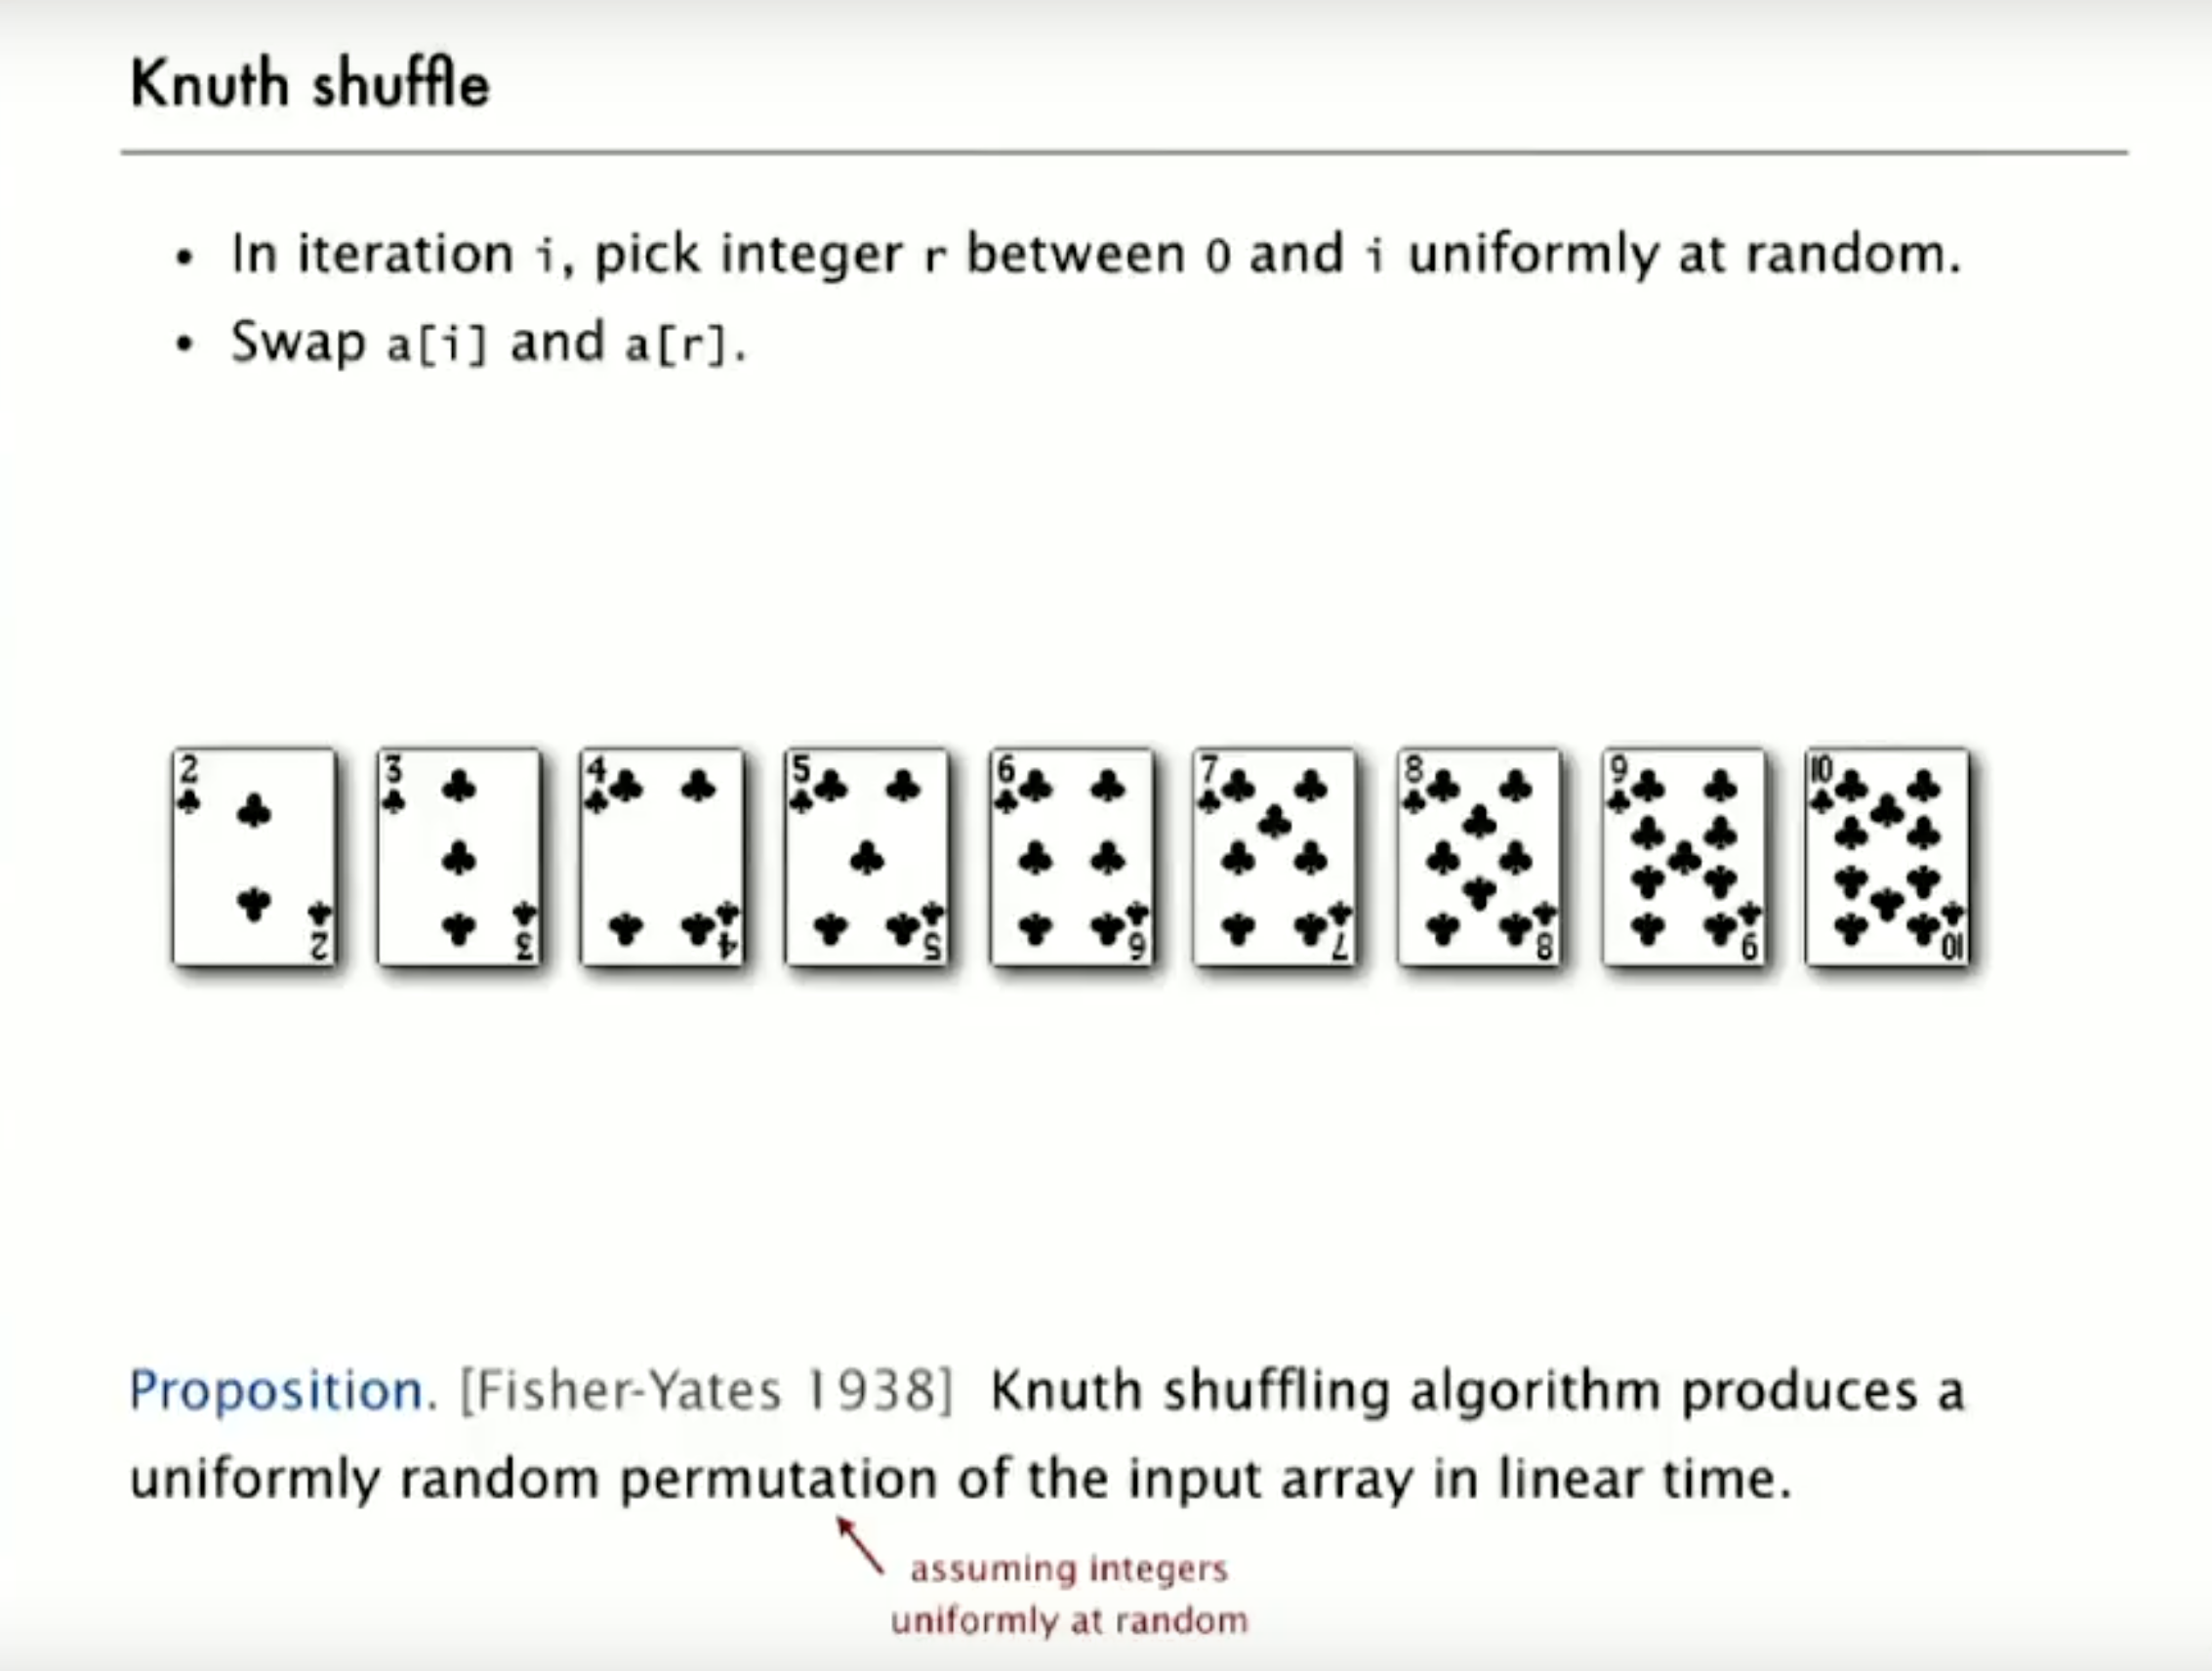 Knuth shuffle
• In iteration i, pick integer r between 0 and i uniformly at random.
• Swap a[i] and a[r].
2 3 4 5 6 7 8 9 10
2 3 4 5 6 7 8 9 10
Proposition. [Fisher-Yates 1938] Knuth shuffling algorithm produces a
uniformly random permutation of the input array in linear time.
assuming integers
uniformly at random